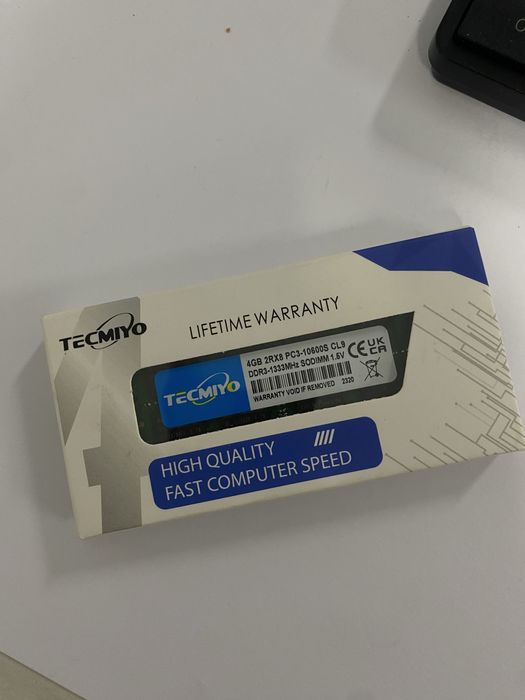 TECMIYO
LIFETIME WARRANTY
TECMIYO
4GB 2RX8 PC3-10600S CL9
DDR3-1333MHz SODIMM 1.5V
WARRANTY VOID IF REMOVED 2320
CE UK CA
HIGH QUALITY
FAST COMPUTER SPEED